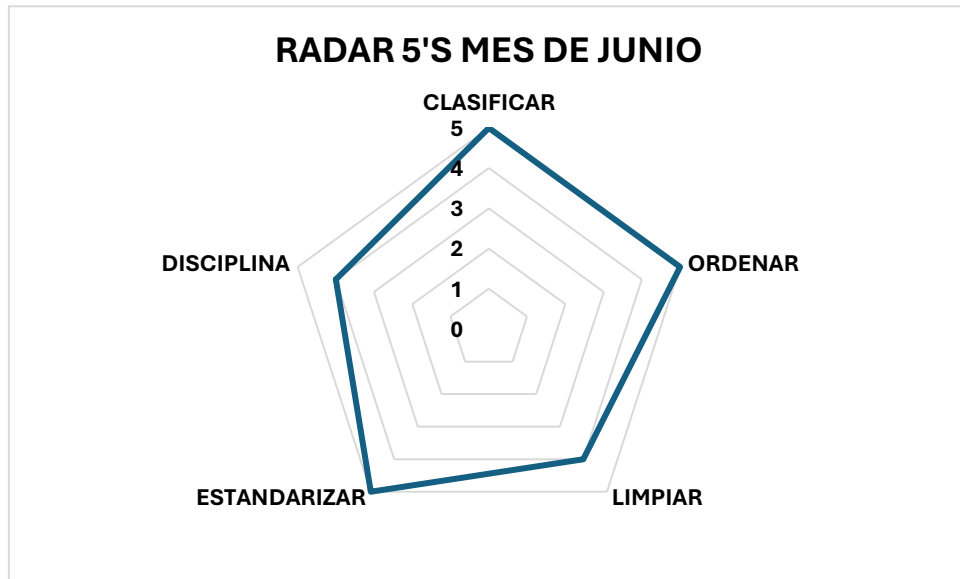 RADAR 5'S MES DE JUNIO
CLASIFICAR
5
4
3
2
1
0
DISCIPLINA
ORDENAR
ESTANDARIZAR
LIMPIAR